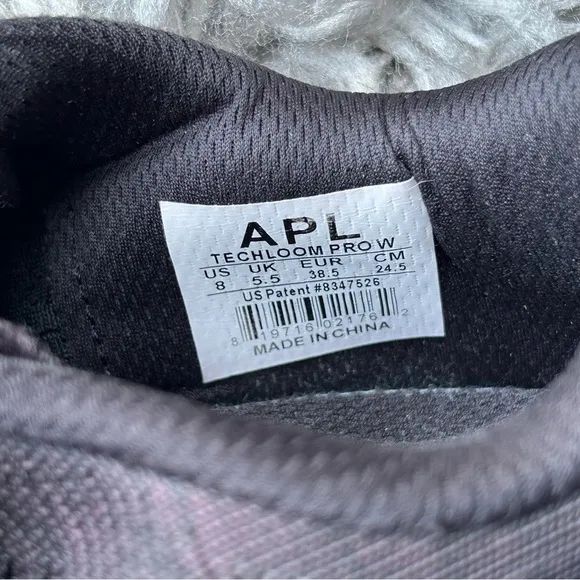 APL
TECHLOOM PRO W
US UK EUR CM
8 5.5 38.5 24.5
US Patent #8347526
8 19716 02176 2
MADE IN CHINA